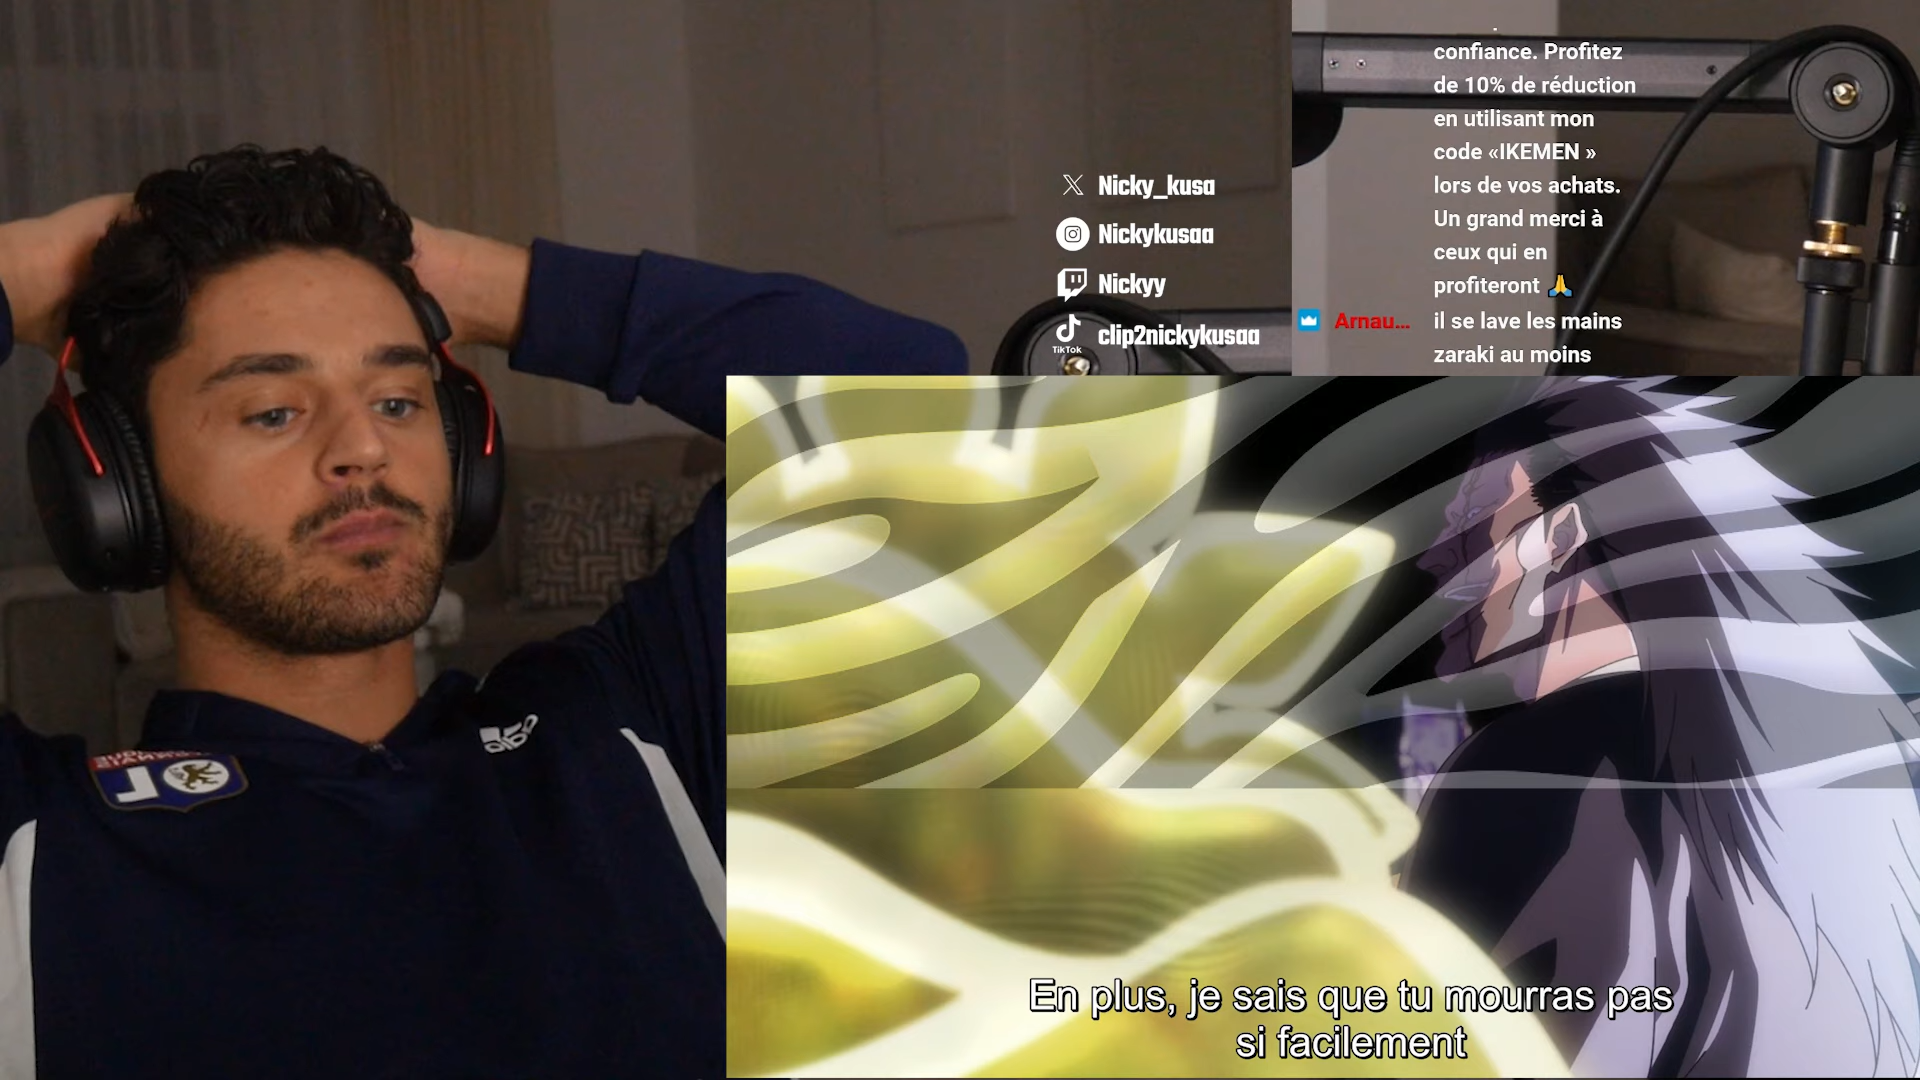 confiance. Profitez
de 10% de réduction
en utilisant mon
code «IKEMEN »
lors de vos achats.
Un grand merci à
ceux qui en
profiteront 🙏
Arnau... il se lave les mains
zaraki au moins
Nicky_kusa
Nickykusaa
Nickyy
TikTok
clip2nickykusaa
En plus, je sais que tu mourras pas
si facilement